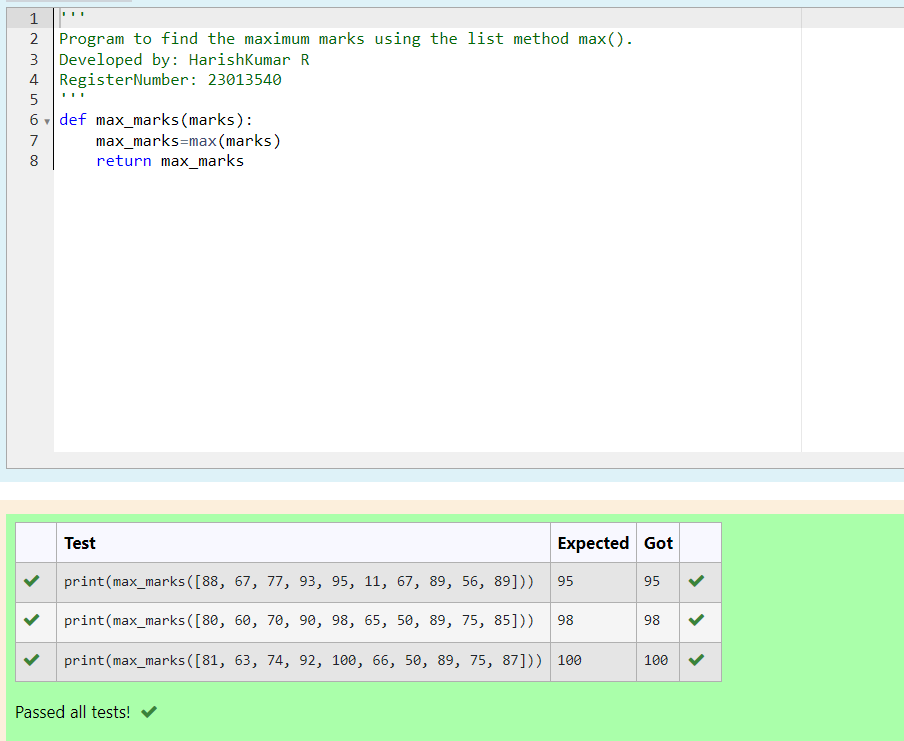 1 '''
2 Program to find the maximum marks using the list method max().
3 Developed by: HarishKumar R
4 RegisterNumber: 23013540
5 '''
6 def max_marks(marks):
7     max_marks=max(marks)
8     return max_marks
Test Expected Got
print(max_marks([88, 67, 77, 93, 95, 11, 67, 89, 56, 89])) 95 95
print(max_marks([80, 60, 70, 90, 98, 65, 50, 89, 75, 85])) 98 98
print(max_marks([81, 63, 74, 92, 100, 66, 50, 89, 75, 87])) 100 100
Passed all tests!